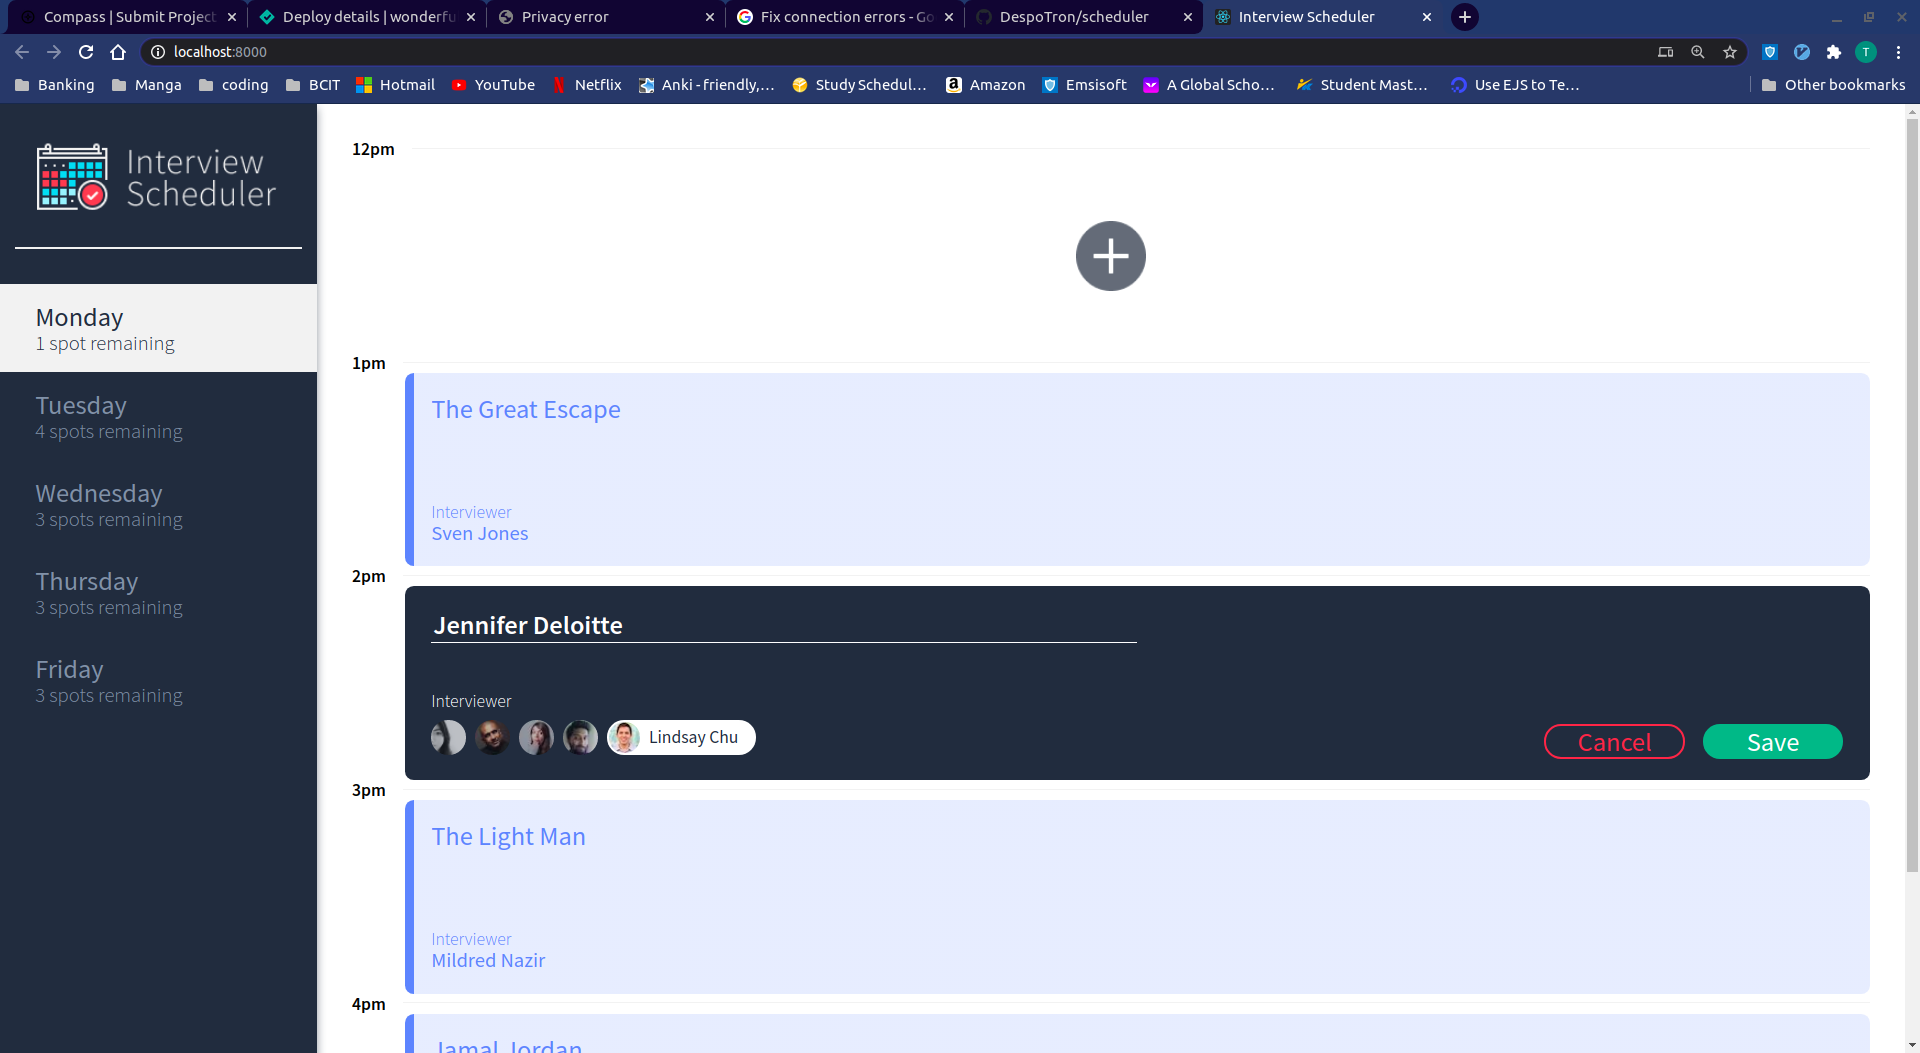 Compass | Submit Project
Deploy details | wonderfu
Privacy error
Fix connection errors - Go
DespoTron/scheduler
Interview Scheduler
localhost:8000
T
Banking
Manga
coding
BCIT
Hotmail
YouTube
Netflix
Anki - friendly,...
Study Schedul...
Amazon
Emsisoft
A Global Scho...
Student Mast...
Use EJS to Te...
Other bookmarks
Interview
Scheduler
Monday
1 spot remaining
Tuesday
4 spots remaining
Wednesday
3 spots remaining
Thursday
3 spots remaining
Friday
3 spots remaining
12pm
1pm
The Great Escape
Interviewer
Sven Jones
2pm
Jennifer Deloitte
Interviewer
Lindsay Chu
Cancel
Save
3pm
The Light Man
Interviewer
Mildred Nazir
4pm
Jamal Jordan